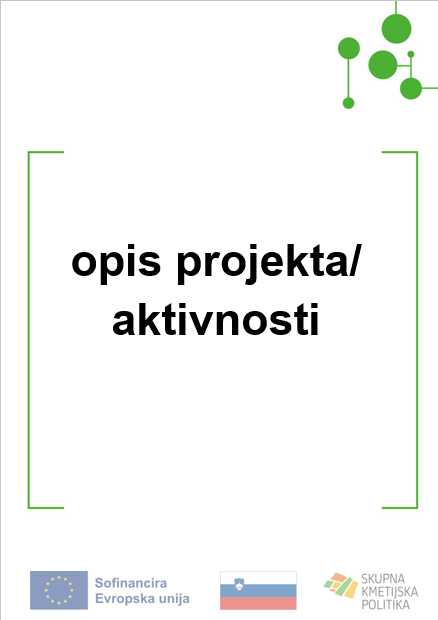 opis projekta/
aktivnosti
Sofinancira
Evropska unija
SKUPNA
KMETIJSKA
POLITIKA